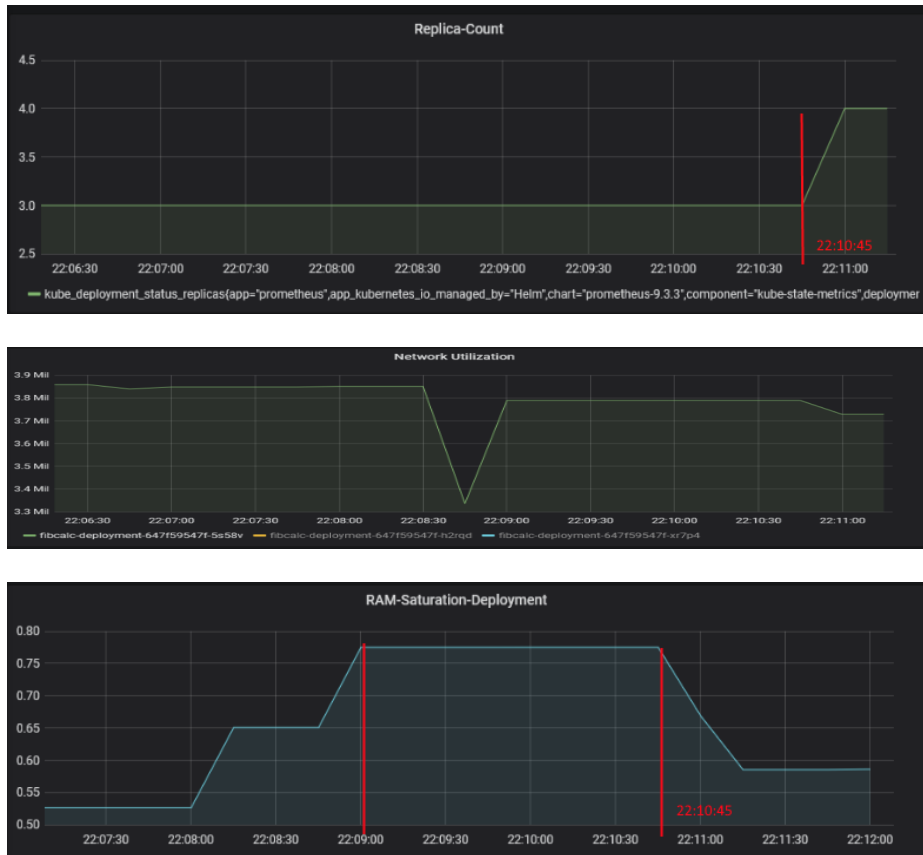 Replica-Count
4.5
4.0
3.5
3.0
2.5
22:10:45
22:06:30 22:07:00 22:07:30 22:08:00 22:08:30 22:09:00 22:09:30 22:10:00 22:10:30 22:11:00
kube_deployment_status_replicas{app="prometheus",app_kubernetes_io_managed_by="Helm",chart="prometheus-9.3.3",component="kube-state-metrics",deploymer
Network Utilization
3.9 Mil
3.8 Mil
3.7 Mil
3.6 Mil
3.5 Mil
3.4 Mil
3.3 Mil
22:06:30 22:07:00 22:07:30 22:08:00 22:08:30 22:09:00 22:09:30 22:10:00 22:10:30 22:11:00
fibcalc-deployment-647f59547f-5s58v fibcalc-deployment-647f59547f-h2rqd fibcalc-deployment-647f59547f-xr7p4
RAM-Saturation-Deployment
0.80
0.75
0.70
0.65
0.60
0.55
0.50
22:10:45
22:07:30 22:08:00 22:08:30 22:09:00 22:09:30 22:10:00 22:10:30 22:11:00 22:11:30 22:12:00